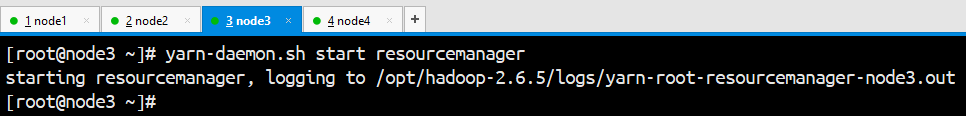 1 node1 × 2 node2 × 3 node3 × 4 node4 × +
[root@node3 ~]# yarn-daemon.sh start resourcemanager
starting resourcemanager, logging to /opt/hadoop-2.6.5/logs/yarn-root-resourcemanager-node3.out
[root@node3 ~]#